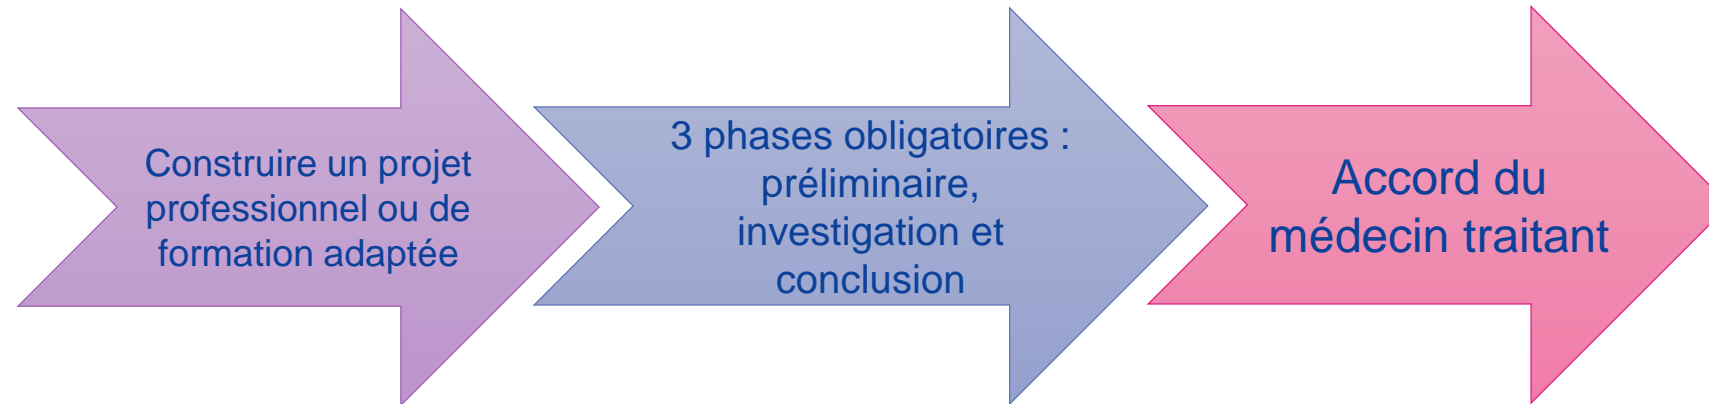 Construire un projet
professionnel ou de
formation adaptée
3 phases obligatoires :
préliminaire,
investigation et
conclusion
Accord du
médecin traitant